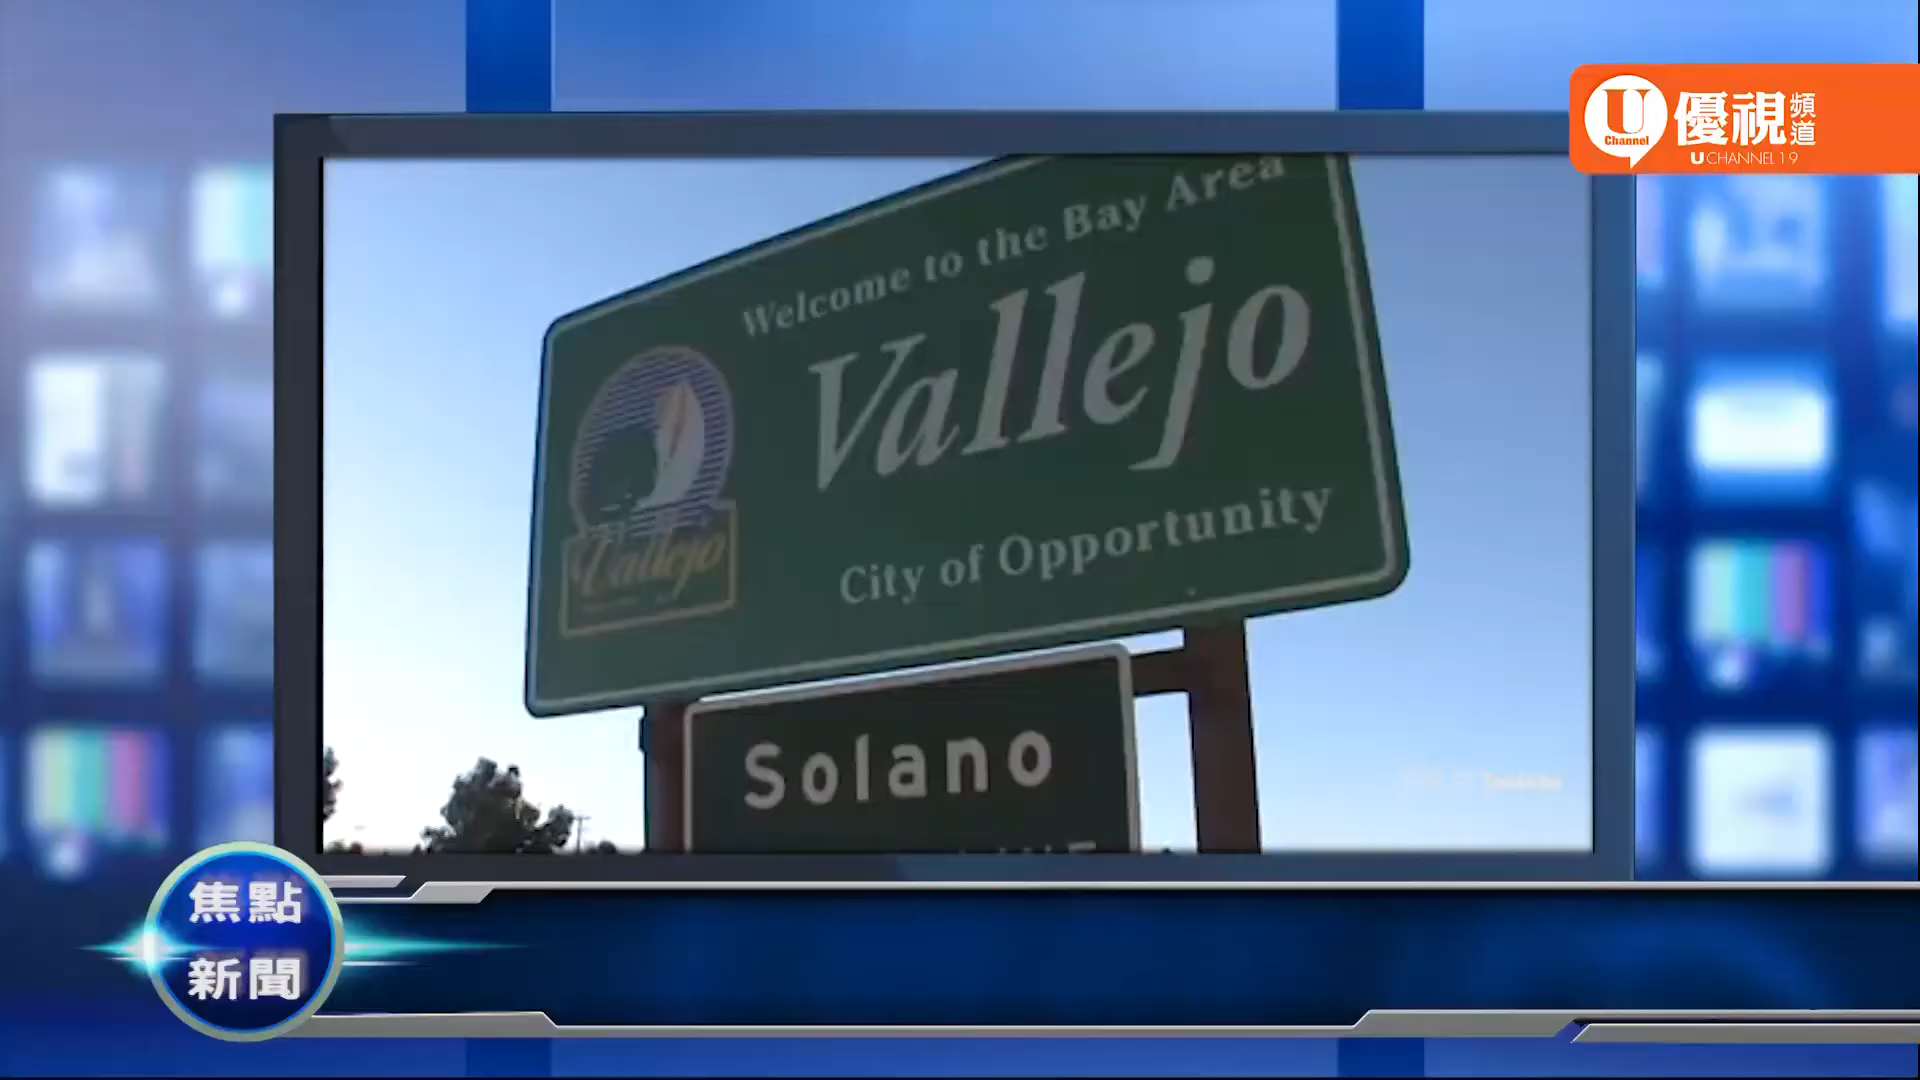 U
Channel
優視
頻道
UCHANNEL 19
Welcome to the Bay Area
Vallejo
City of Opportunity
Vallejo
Solano
焦點
新聞